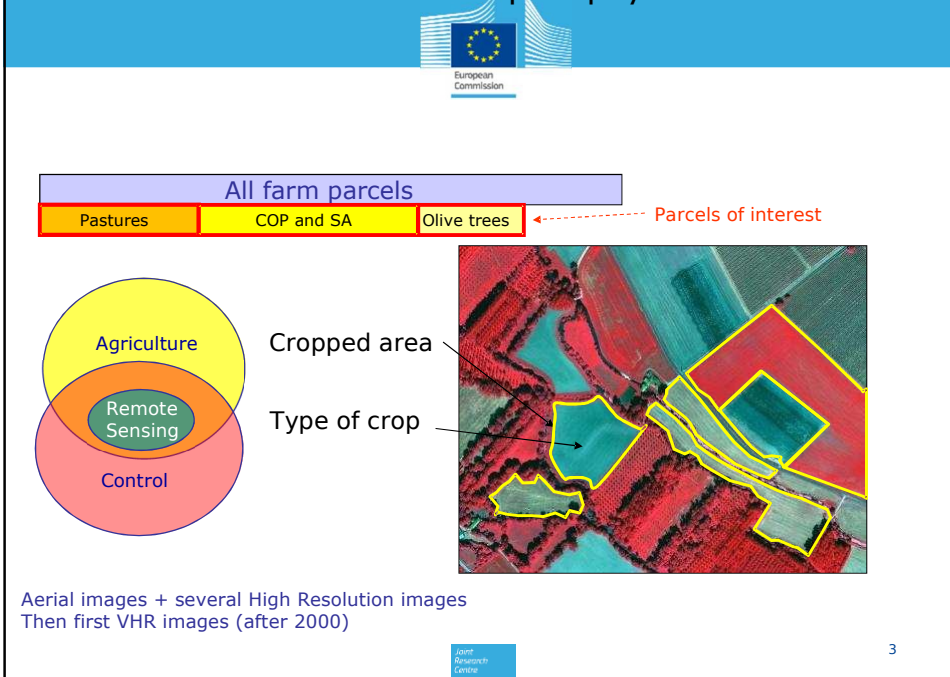 European
Commission
All farm parcels
Pastures
COP and SA
Olive trees
Parcels of interest
Agriculture
Remote
Sensing
Control
Cropped area
Type of crop
Aerial images + several High Resolution images
Then first VHR images (after 2000)
Joint
Research
Centre
3